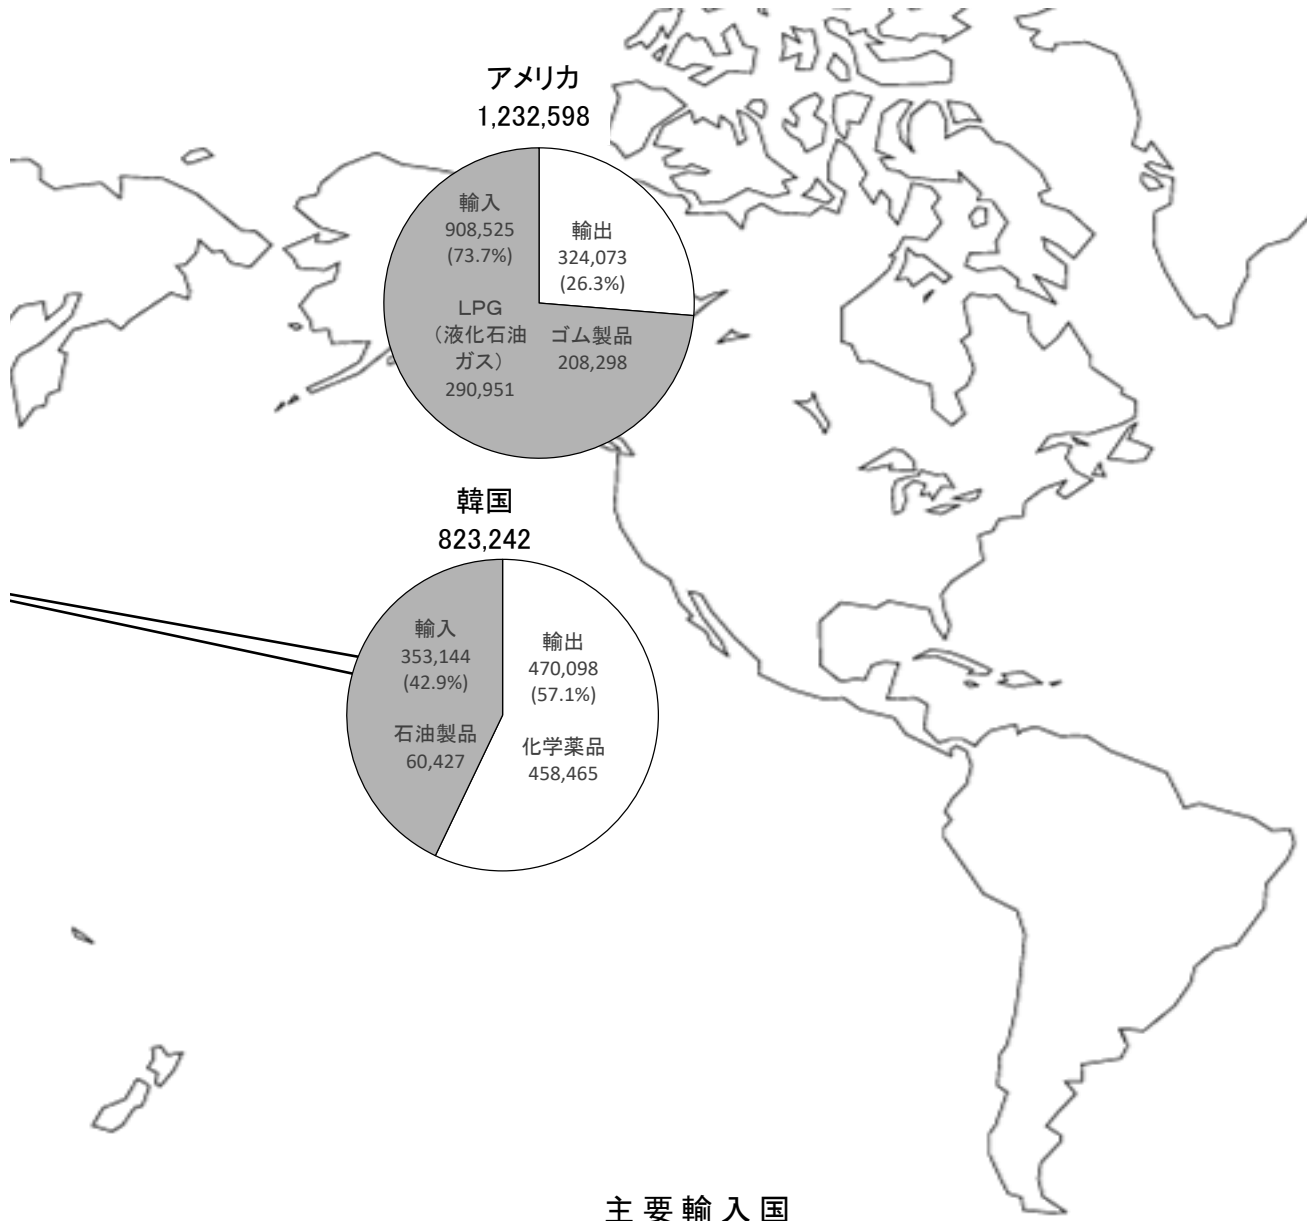 アメリカ
1,232,598
輸入
908,525
(73.7%)
輸出
324,073
(26.3%)
LPG
（液化石油
ガス）
290,951
ゴム製品
208,298
韓国
823,242
輸入
353,144
(42.9%)
石油製品
60,427
輸出
470,098
(57.1%)
化学薬品
458,465
主要輸入国